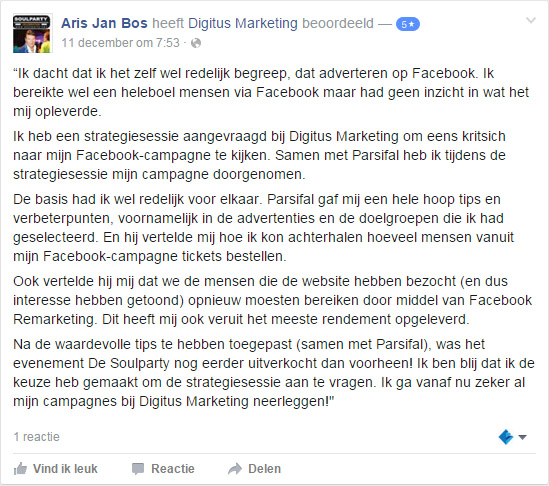 SOULPARTY
Aris Jan Bos heeft Digitus Marketing beoordeeld — 5★
11 december om 7:53 ·
“Ik dacht dat ik het zelf wel redelijk begreep, dat adverteren op Facebook. Ik
bereikte wel een heleboel mensen via Facebook maar had geen inzicht in wat het
mij opleverde.
Ik heb een strategiesessie aangevraagd bij Digitus Marketing om eens kritsich
naar mijn Facebook-campagne te kijken. Samen met Parsifal heb ik tijdens de
strategiesessie mijn campagne doorgenomen.
De basis had ik wel redelijk voor elkaar. Parsifal gaf mij een hele hoop tips en
verbeterpunten, voornamelijk in de advertenties en de doelgroepen die ik had
geselecteerd. En hij vertelde mij hoe ik kon achterhalen hoeveel mensen vanuit
mijn Facebook-campagne tickets bestellen.
Ook vertelde hij mij dat we de mensen die de website hebben bezocht (en dus
interesse hebben getoond) opnieuw moesten bereiken door middel van Facebook
Remarketing. Dit heeft mij ook veruit het meeste rendement opgeleverd.
Na de waardevolle tips te hebben toegepast (samen met Parsifal), was het
evenement De Soulparty nog eerder uitverkocht dan voorheen! Ik ben blij dat ik de
keuze heb gemaakt om de strategiesessie aan te vragen. Ik ga vanaf nu zeker al
mijn campagnes bij Digitus Marketing neerleggen!"
1 reactie
Vind ik leuk Reactie Delen